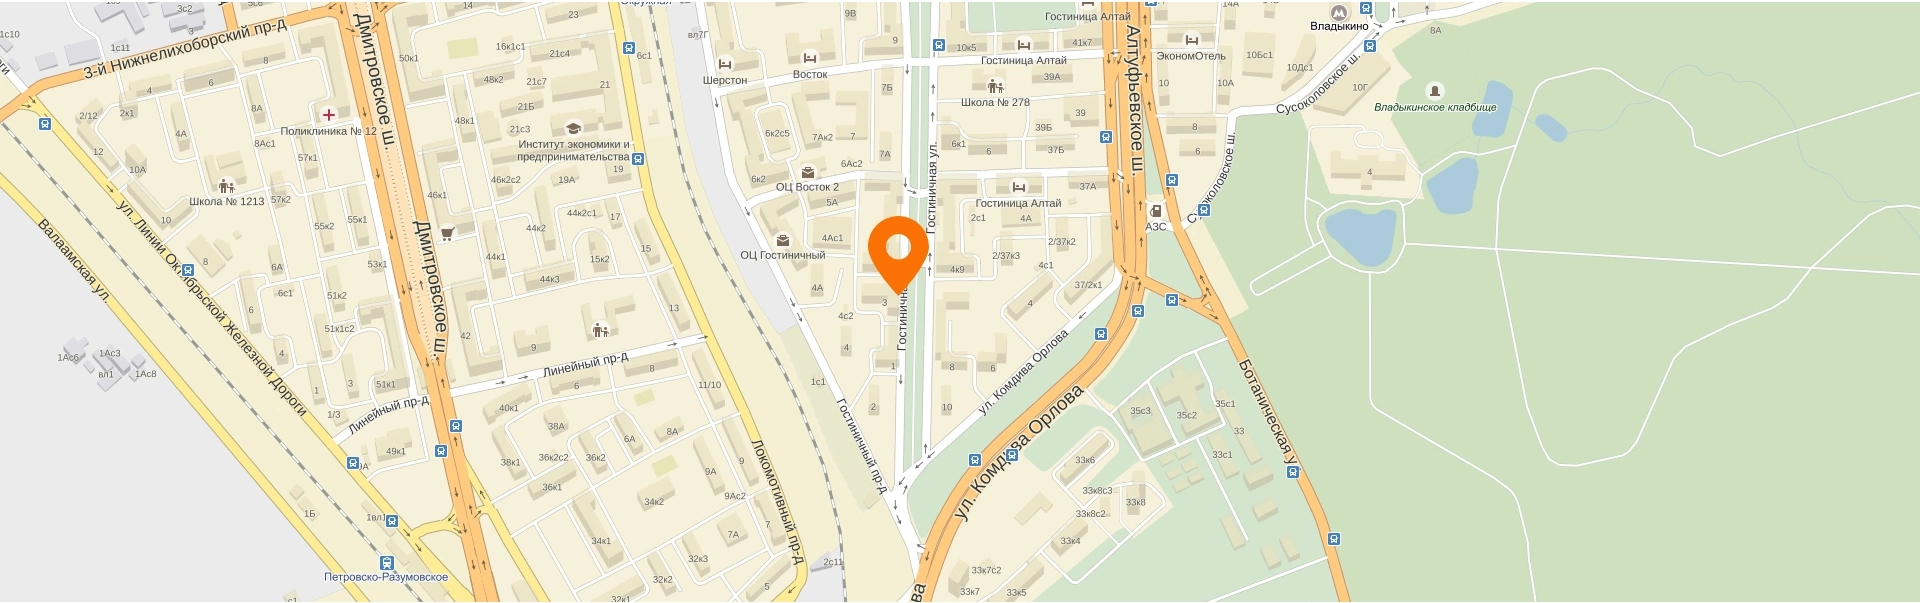 3-й Нижнелихоборский пр-д
Дмитровское ш.
1с10
3с2
5с8
1с11
6
8
4
2/12
2к1
4А
8А
8Ас1
12
10А
10
Поликлиника № 12
57к1
57к2
Школа № 1213
55к1
55к2
53к1
6А
6с1
6
8
51к2
51к1с2
51к1
4
3
1
1/3
ул. Линии Октябрьской Железной Дороги
Валаамская ул.
1Ас6
1Ас3
вл1
1Ас8
Линейный пр-д
49к1
1Б
1вл1
Петровско-Разумовское
50к1
16к1с1
23
21с4
48к2
21с7
21
21Б
48к1
21с3
Институт экономики и
предпринимательства
46к1
46к2с2
19А
19
44к2с1
17
44к2
44к1
15к2
15
44к3
13
Дмитровское ш.
42
9
Линейный пр-д
6
8
11/10
40к1
38А
6А
8А
38к1
36к2с2
36к2
36к1
9А
9
9Ас2
34к2
34к1
7А
7
32к3
32к2
32к1
5
Локомотивный пр-д
2с11
Окружная
6с1
вл7Г
Шерстон
Восток
9В
9
7Б
6к2с5
7Ак2
7
7А
6Ас2
6к2
ОЦ Восток 2
5А
4Ас1
ОЦ Гостиничный
4А
4с2
3
4
1
2
1с1
Гостиничный пр-д
Гостиничная ул.
10к5
Гостиница Алтай
41к7
Гостиница Алтай
39А
Школа № 278
39
39Б
6к1
6
37Б
37А
Гостиница Алтай
2с1
4А
2/37к2
2/37к3
4к9
4с1
37/2к1
4
8
6
10
ул. Комдива Орлова
ул. Комдива Орлова
Алтуфьевское ш.
ЭкономОтель
14А
10Бс1
10
10А
10Дс1
10Г
8
6
Владыкино
Сусоколовское ш.
АЗС
8А
Владыкинское кладбище
4
Ботаническая ул.
35с3
35с2
35с1
33
33с1
33к6
33к8с3
33к8
33к8с2
33к4
33к7с2
33к7
33к5